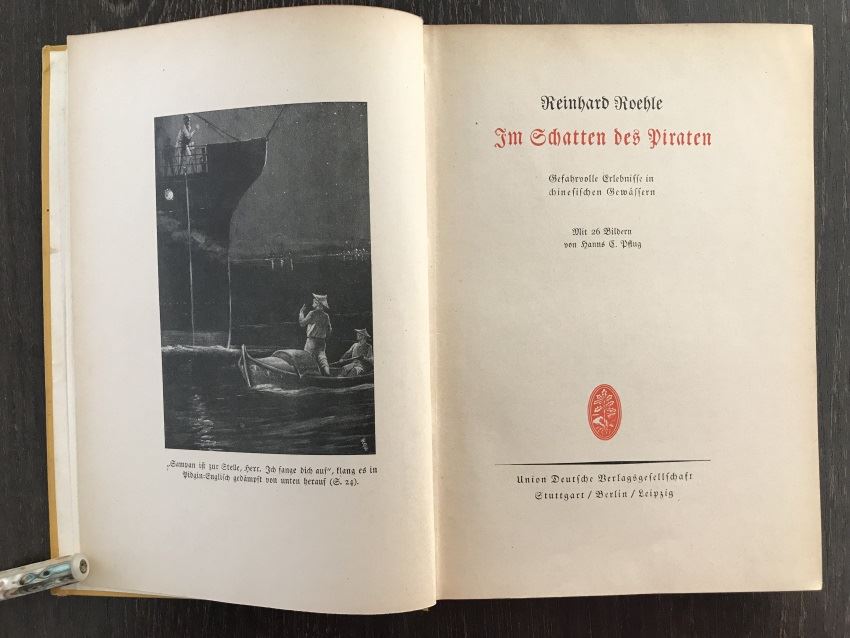 „Sampan ist zur Stelle, Herr. Ich fange dich auf“, klang es in
Pidgin-Englisch gedämpft von unten herauf (S. 24).
Reinhard Roehle
Im Schatten des Piraten
Gefahrvolle Erlebnisse in
chinesischen Gewässern
Mit 26 Bildern
von Hanns C. Pflug
Union Deutsche Verlagsgesellschaft
Stuttgart / Berlin / Leipzig